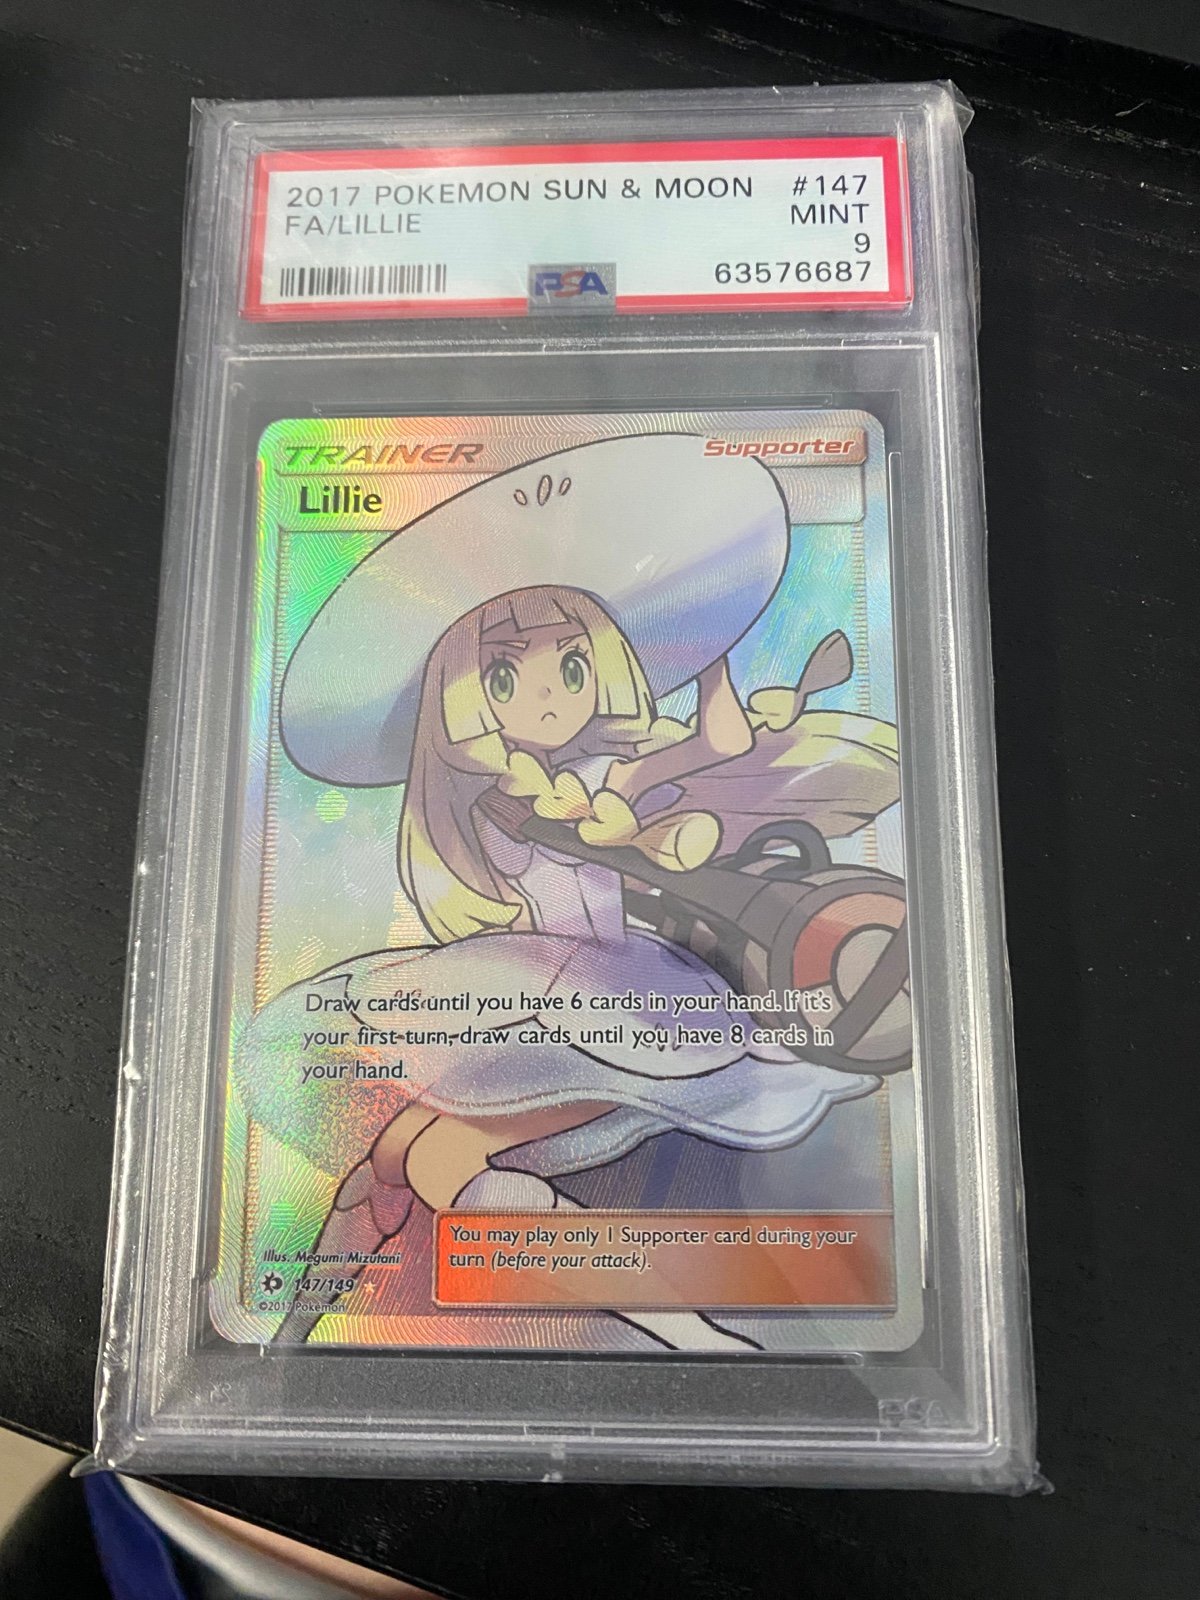 2017 POKEMON SUN & MOON #147
FA/LILLIE MINT
9
PSA 63576687
TRAINER Supporter
Lillie
Draw cards until you have 6 cards in your hand. If it's
your first turn, draw cards until you have 8 cards in
your hand.
You may play only 1 Supporter card during your
turn (before your attack).
Illus. Megumi Mizutani
147/149
©2017 Pokémon
PSA